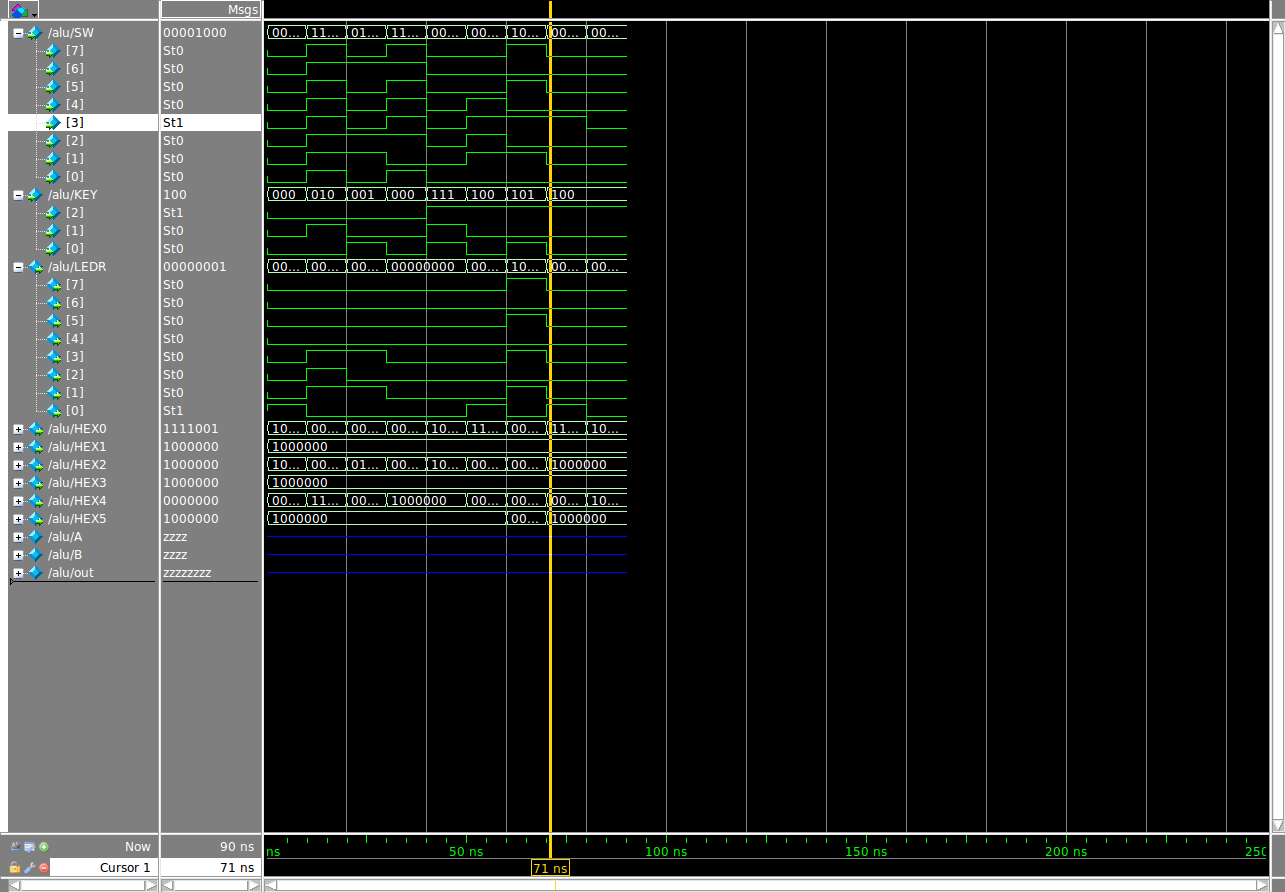 Msgs
/alu/SW 00001000 00... 11... 01... 11... 00... 00... 10... 00... 00...
[7] St0
[6] St0
[5] St0
[4] St0
[3] St1
[2] St0
[1] St0
[0] St0
/alu/KEY 100 000 010 001 000 111 100 101 100
[2] St1
[1] St0
[0] St0
/alu/LEDR 00000001 00... 00... 00... 00000000 00... 10... 00... 00...
[7] St0
[6] St0
[5] St0
[4] St0
[3] St0
[2] St0
[1] St0
[0] St1
/alu/HEX0 1111001 10... 00... 00... 00... 10... 11... 00... 11... 10...
/alu/HEX1 1000000 1000000
/alu/HEX2 1000000 10... 00... 01... 00... 10... 00... 00... 1000000
/alu/HEX3 1000000 1000000
/alu/HEX4 0000000 00... 11... 00... 1000000 00... 00... 00... 10...
/alu/HEX5 1000000 1000000 00... 1000000
/alu/A zzzz
/alu/B zzzz
/alu/out zzzzzzzz
Now 90 ns ns 50 ns 100 ns 150 ns 200 ns 250
Cursor 1 71 ns 71 ns